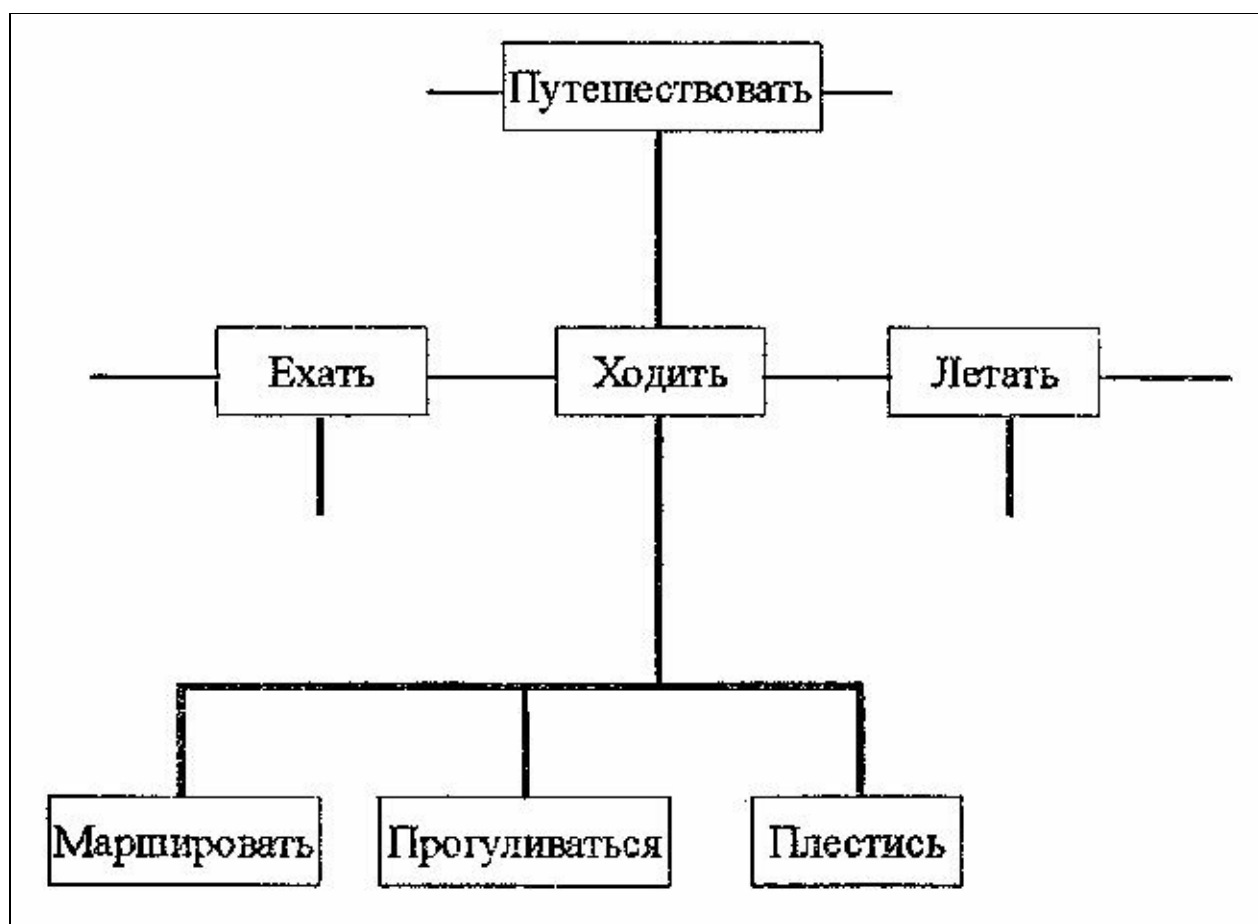 Путешествовать
Ехать Ходить Летать
Маршировать Прогуливаться Плестись